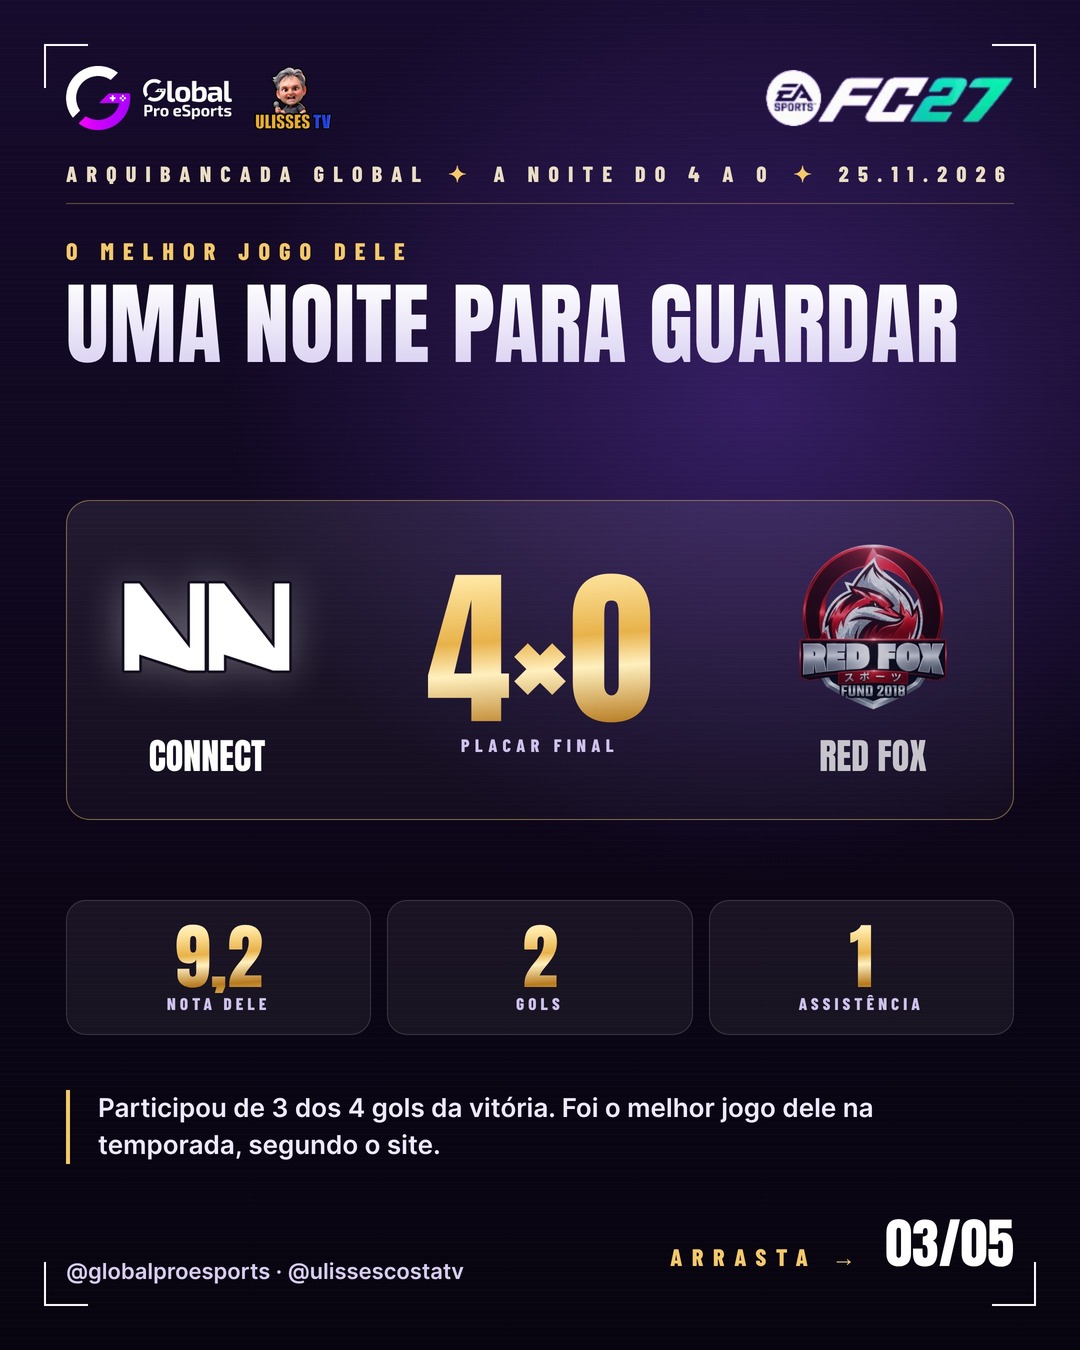 Global
Pro eSports
ULISSES TV
EA
SPORTS
FC27
ARQUIBANCADA GLOBAL ✦ A NOITE DO 4 A 0 ✦ 25.11.2026
O MELHOR JOGO DELE
UMA NOITE PARA GUARDAR
NN
4×0
PLACAR FINAL
CONNECT
RED FOX
スポーツ
FUND 2018
RED FOX
9,2
NOTA DELE
2
GOLS
1
ASSISTÊNCIA
Participou de 3 dos 4 gols da vitória. Foi o melhor jogo dele na
temporada, segundo o site.
@globalproesports · @ulissescostatv
ARRASTA →
03/05